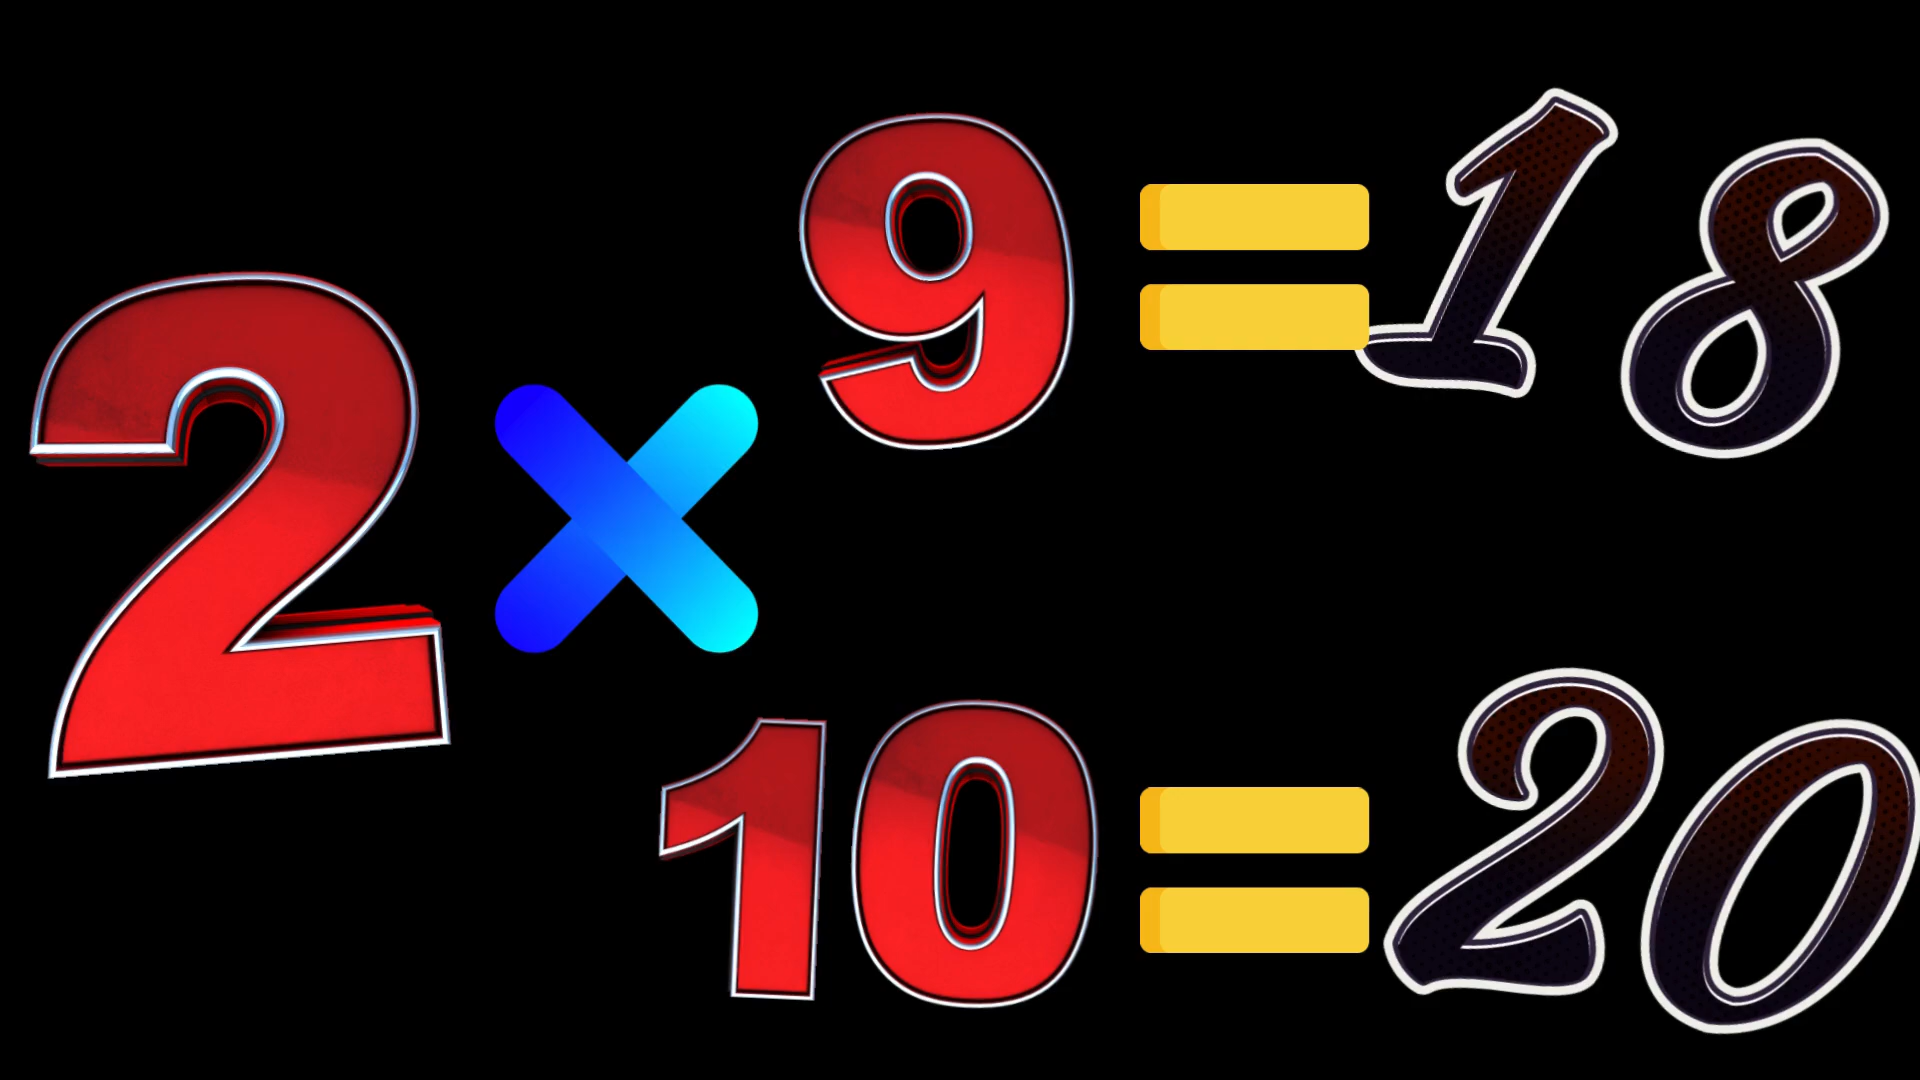 9 = 18
2 ×
10 = 20